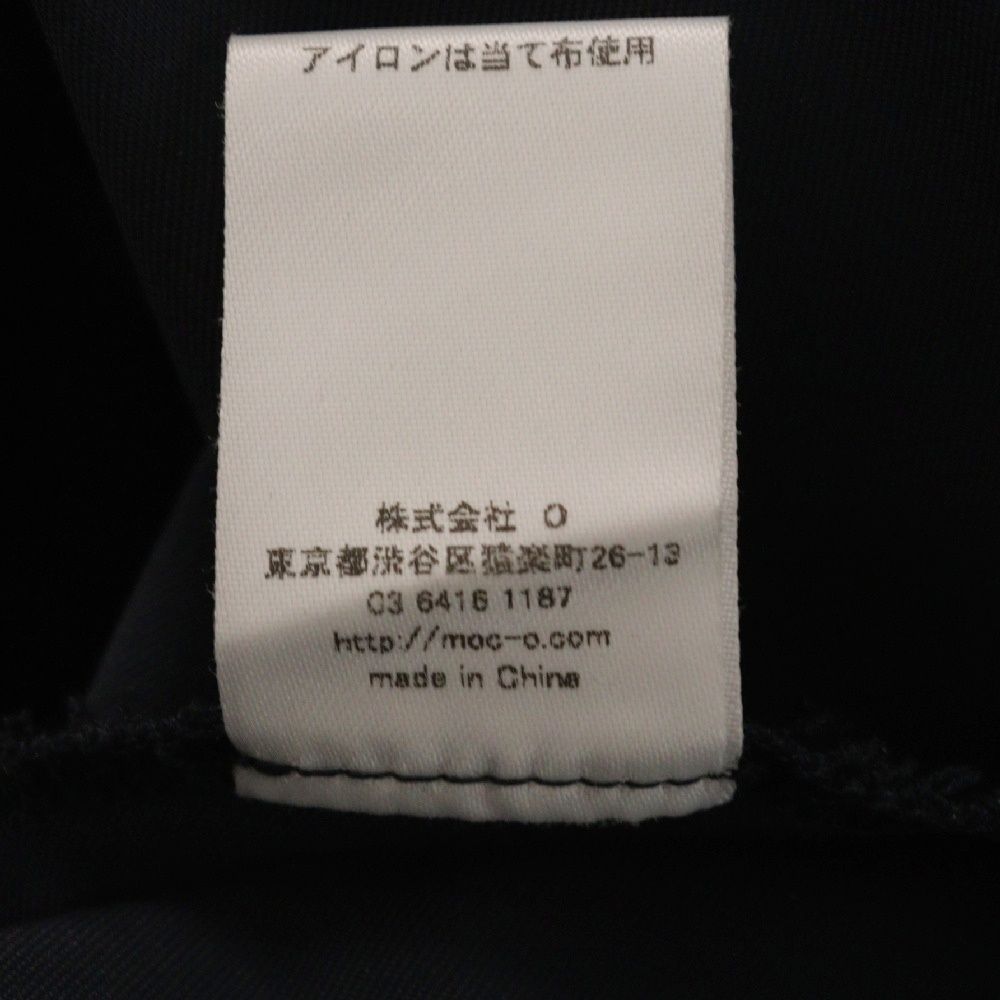 アイロンは当て布使用
株式会社 O
東京都渋谷区猿楽町26-13
03 6416 1187
http://moc-o.com
made in China